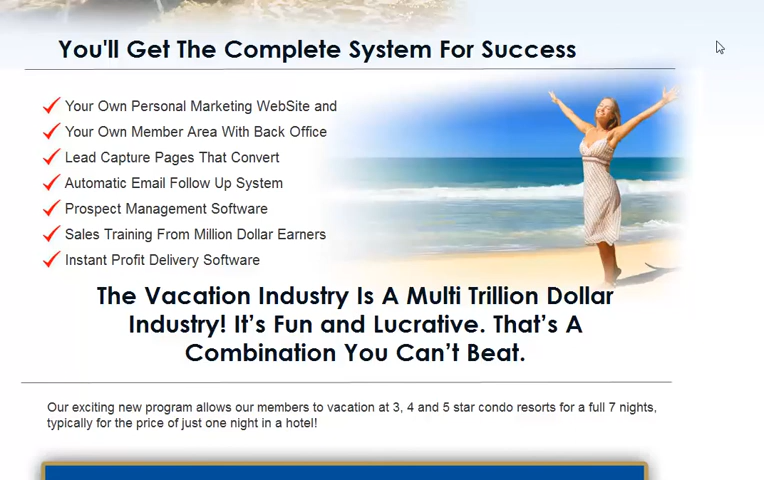 You'll Get The Complete System For Success
Your Own Personal Marketing WebSite and
Your Own Member Area With Back Office
Lead Capture Pages That Convert
Automatic Email Follow Up System
Prospect Management Software
Sales Training From Million Dollar Earners
Instant Profit Delivery Software
The Vacation Industry Is A Multi Trillion Dollar
Industry! It's Fun and Lucrative. That's A
Combination You Can't Beat.
Our exciting new program allows our members to vacation at 3, 4 and 5 star condo resorts for a full 7 nights,
typically for the price of just one night in a hotel!